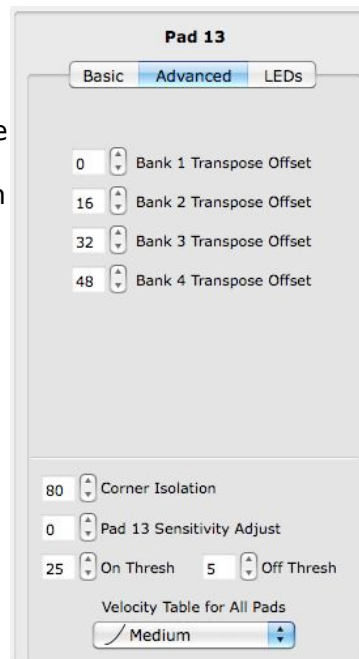 Pad 13
Basic Advanced LEDs
e
n
0 Bank 1 Transpose Offset
16 Bank 2 Transpose Offset
32 Bank 3 Transpose Offset
48 Bank 4 Transpose Offset
80 Corner Isolation
0 Pad 13 Sensitivity Adjust
25 On Thresh 5 Off Thresh
Velocity Table for All Pads
Medium